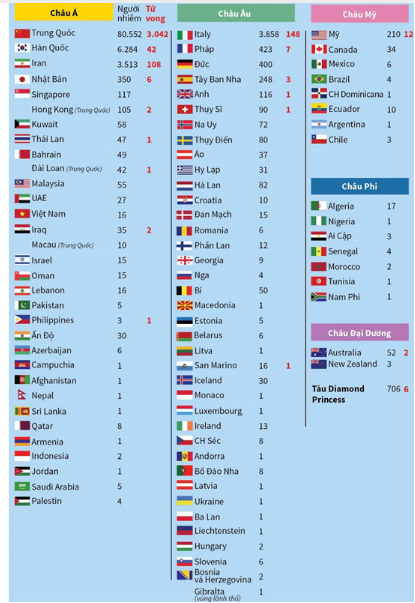 Châu Á Người nhiễm Tử vong
Trung Quốc 80.552 3.042
Hàn Quốc 6.284 42
Iran 3.513 108
Nhật Bản 350 6
Singapore 117
Hong Kong (Trung Quốc) 105 2
Kuwait 58
Thái Lan 47 1
Bahrain 49
Đài Loan (Trung Quốc) 42 1
Malaysia 55
UAE 27
Việt Nam 16
Iraq 35 2
Macau (Trung Quốc) 10
Israel 15
Oman 15
Lebanon 16
Pakistan 5
Philippines 3 1
Ấn Độ 30
Azerbaijan 6
Campuchia 1
Afghanistan 1
Nepal 1
Sri Lanka 1
Qatar 8
Armenia 1
Indonesia 2
Jordan 1
Saudi Arabia 5
Palestin 4
Châu Âu
Italy 3.858 148
Pháp 423 7
Đức 400
Tây Ban Nha 248 3
Anh 116 1
Thụy Sĩ 90 1
Na Uy 72
Thụy Điển 80
Áo 37
Hy Lạp 31
Hà Lan 82
Croatia 10
Đan Mạch 15
Romania 6
Phần Lan 12
Georgia 9
Nga 4
Bỉ 50
Macedonia 1
Estonia 5
Belarus 6
Litva 1
San Marino 16 1
Iceland 30
Monaco 1
Luxembourg 1
Ireland 13
CH Séc 8
Andorra 1
Bồ Đào Nha 8
Latvia 1
Ukraine 1
Ba Lan 1
Liechtenstein 1
Hungary 2
Slovenia 6
Bosnia
và Herzegovina 2
Gibralta 1
(vùng lãnh thổ)
Châu Mỹ
Mỹ 210 12
Canada 34
Mexico 6
Brazil 4
CH Dominicana 1
Ecuador 10
Argentina 1
Chile 3
Châu Phi
Algeria 17
Nigeria 1
Ai Cập 3
Senegal 4
Morocco 2
Tunisia 1
Nam Phi 1
Châu Đại Dương
Australia 52 2
New Zealand 3
Tàu Diamond 706 6
Princess